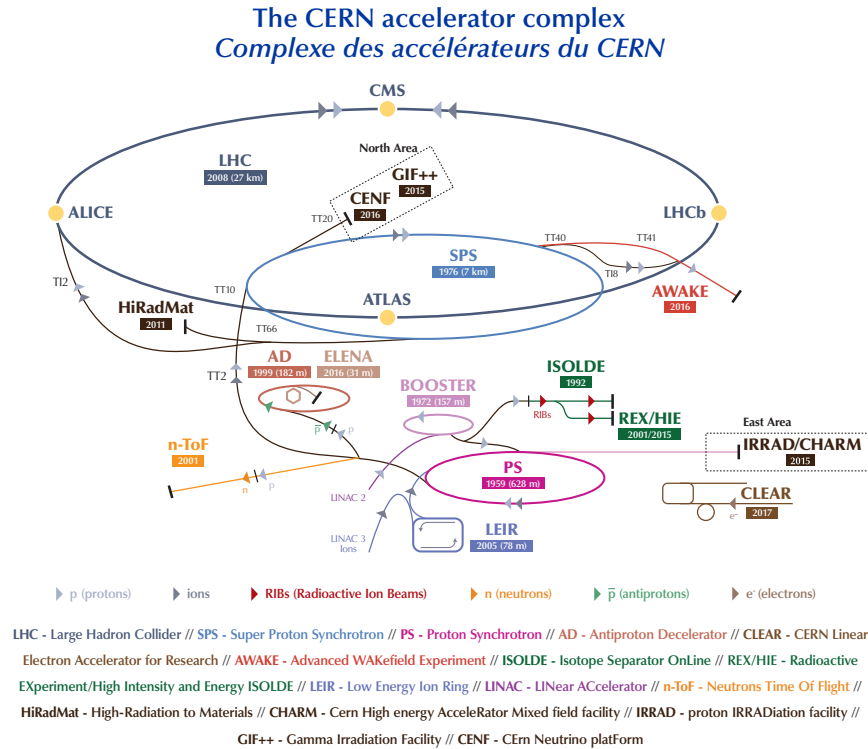 The CERN accelerator complex
Complexe des accélérateurs du CERN
CMS
North Area
LHC
2008 (27 km)
GIF++
2015
CENF
2016
TT20
ALICE
LHCb
TT40
TT41
SPS
1976 (7 km)
TI8
TI2
TT10
AWAKE
2016
HiRadMat
2011
ATLAS
TT66
AD
1999 (182 m)
ELENA
2016 (31 m)
TT2
ISOLDE
1992
BOOSTER
1972 (157 m)
RIBs
REX/HIE
2001/2015
East Area
p̅
p
n-ToF
2001
IRRAD/CHARM
2015
PS
1959 (628 m)
n
p
LINAC 2
CLEAR
2017
e-
LEIR
2005 (78 m)
LINAC 3
Ions
p (protons)
ions
RIBs (Radioactive Ion Beams)
n (neutrons)
p̅ (antiprotons)
e- (electrons)
LHC - Large Hadron Collider // SPS - Super Proton Synchrotron // PS - Proton Synchrotron // AD - Antiproton Decelerator // CLEAR - CERN Linear
Electron Accelerator for Research // AWAKE - Advanced WAKefield Experiment // ISOLDE - Isotope Separator OnLine // REX/HIE - Radioactive
EXperiment/High Intensity and Energy ISOLDE // LEIR - Low Energy Ion Ring // LINAC - LINear ACcelerator // n-ToF - Neutrons Time Of Flight //
HiRadMat - High-Radiation to Materials // CHARM - Cern High energy AcceleRator Mixed field facility // IRRAD - proton IRRADiation facility //
GIF++ - Gamma Irradiation Facility // CENF - CErn Neutrino platForm